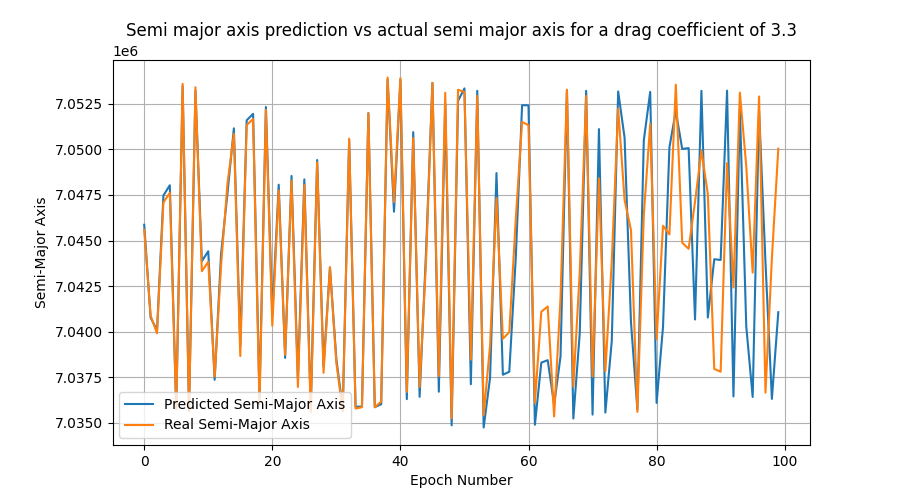 Semi major axis prediction vs actual semi major axis for a drag coefficient of 3.3
1e6
7.0525
7.0500
7.0475
7.0450
7.0425
7.0400
7.0375
7.0350
Semi-Major Axis
Predicted Semi-Major Axis
Real Semi-Major Axis
0 20 40 60 80 100
Epoch Number